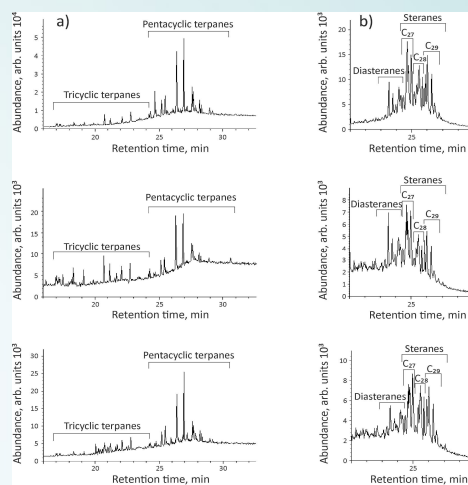 a)
Abundance, arb. units 10⁴
5
4
3
2
1
0
Pentacyclic terpanes
Tricyclic terpanes
20
25
30
Retention time, min
b)
Abundance, arb. units 10³
20
15
10
5
0
Steranes
C₂₇
C₂₉
C₂₈
Diasteranes
25
Retention time, min
Abundance, arb. units 10³
20
15
10
5
0
Pentacyclic terpanes
Tricyclic terpanes
20
25
30
Retention time, min
Abundance, arb. units 10³
8
7
6
5
4
3
2
1
0
Steranes
C₂₇
C₂₉
C₂₈
Diasteranes
25
Retention time, min
Abundance, arb. units 10³
30
25
20
15
10
5
0
Pentacyclic terpanes
Tricyclic terpanes
20
25
30
Retention time, min
Abundance, arb. units 10³
10
8
6
4
2
0
Steranes
C₂₇
C₂₉
C₂₈
Diasteranes
25
Retention time, min